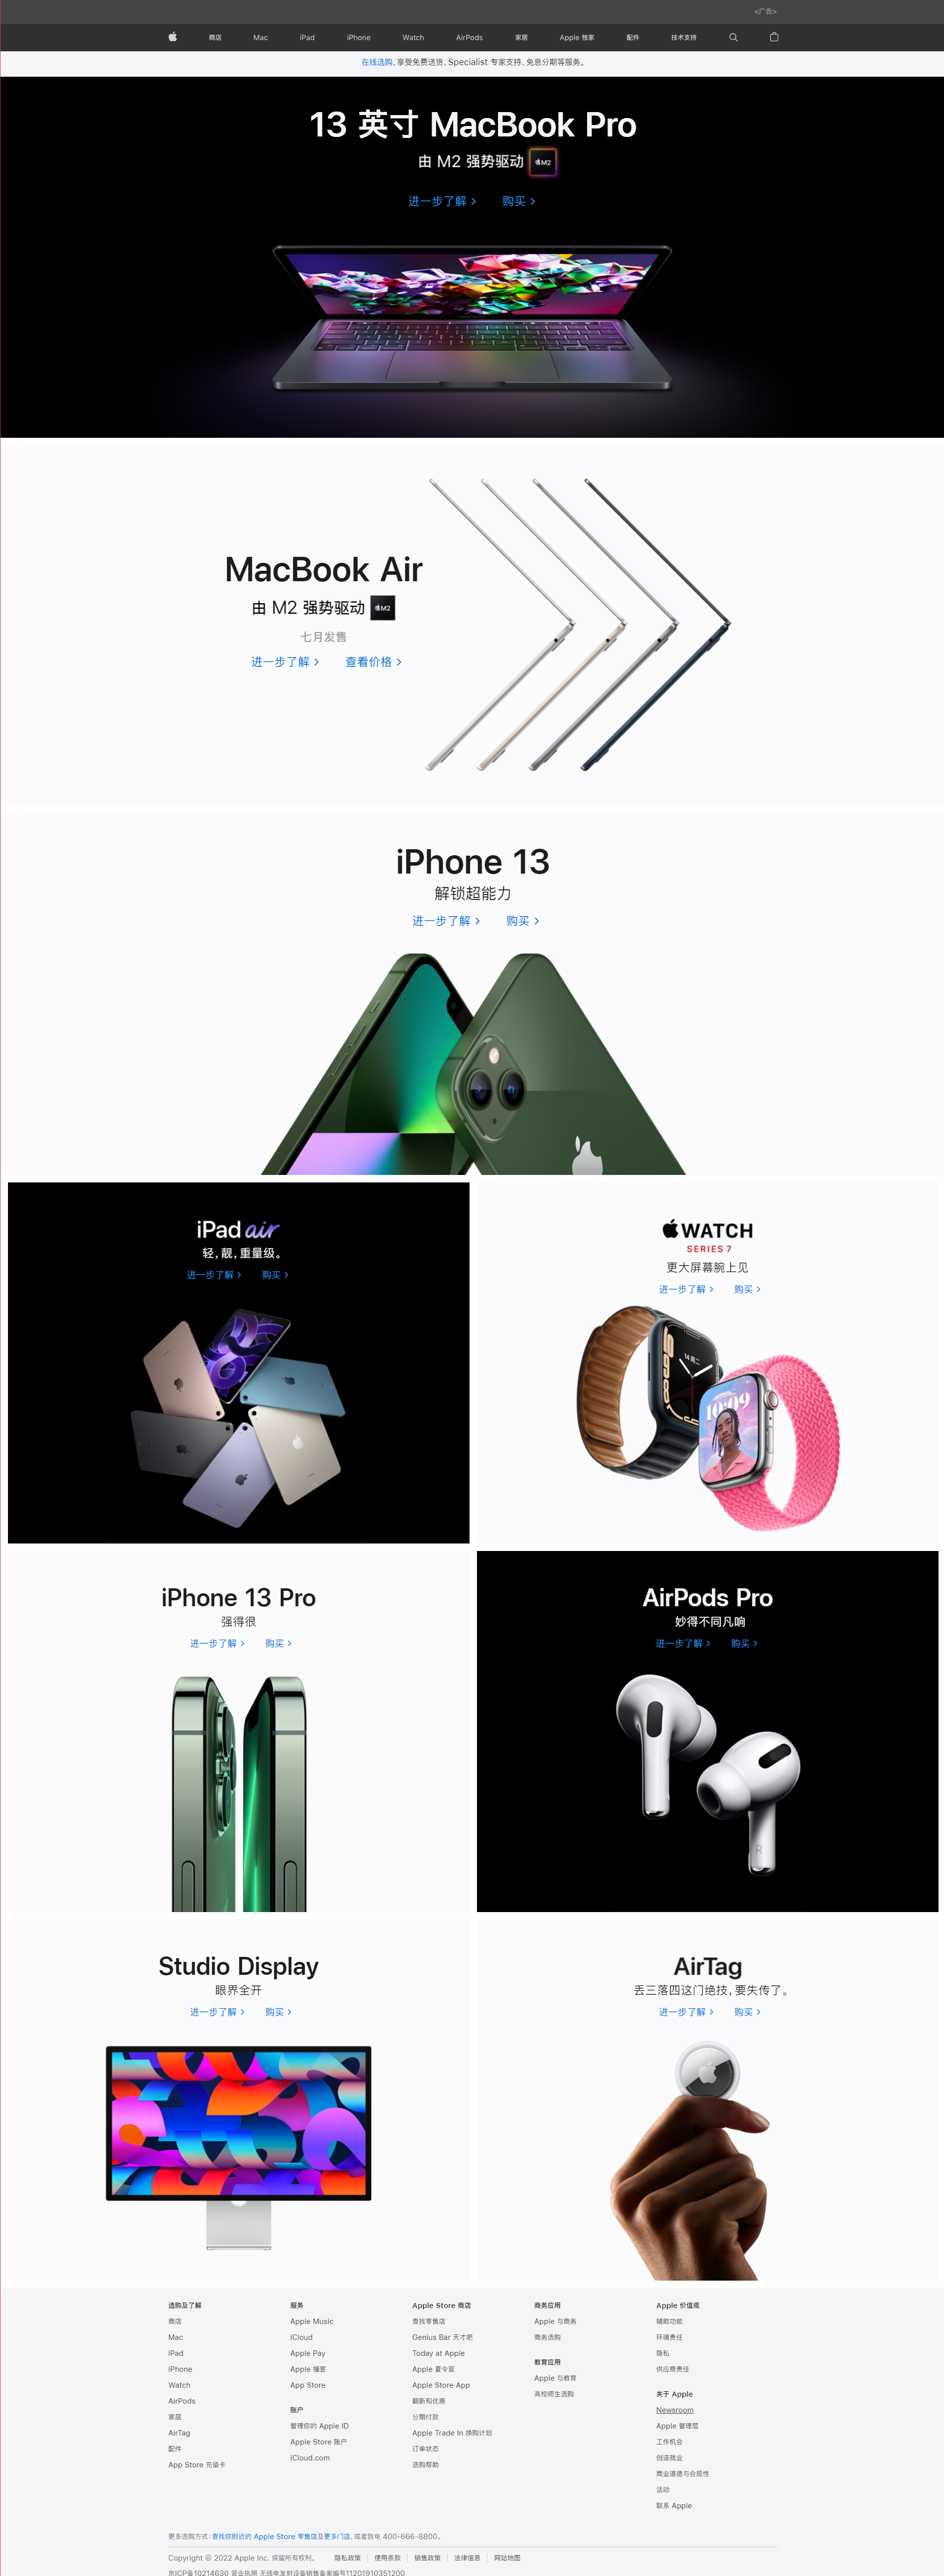 <广告>
商店 Mac iPad iPhone Watch AirPods 家居 Apple 独家 配件 技术支持
在线选购，享受免费送货、Specialist 专家支持、免息分期等服务。
13 英寸 MacBook Pro
由 M2 强势驱动 M2
进一步了解 > 购买 >
MacBook Air
由 M2 强势驱动 M2
七月发售
进一步了解 > 查看价格 >
iPhone 13
解锁超能力
进一步了解 > 购买 >
iPad air
轻，靓，重量级。
进一步了解 > 购买 >
WATCH
SERIES 7
更大屏幕腕上见
进一步了解 > 购买 >
14 周二
10:09
iPhone 13 Pro
强得很
进一步了解 > 购买 >
AirPods Pro
妙得不同凡响
进一步了解 > 购买 >
R
Studio Display
眼界全开
进一步了解 > 购买 >
AirTag
丢三落四这门绝技，要失传了。
进一步了解 > 购买 >
选购及了解
商店
Mac
iPad
iPhone
Watch
AirPods
家居
AirTag
配件
App Store 充值卡
服务
Apple Music
iCloud
Apple Pay
Apple 播客
App Store
账户
管理你的 Apple ID
Apple Store 账户
iCloud.com
Apple Store 商店
查找零售店
Genius Bar 天才吧
Today at Apple
Apple 夏令营
Apple Store App
翻新和优惠
分期付款
Apple Trade In 换购计划
订单状态
选购帮助
商务应用
Apple 与商务
商务选购
教育应用
Apple 与教育
高校师生选购
Apple 价值观
辅助功能
环境责任
隐私
供应商责任
关于 Apple
Newsroom
Apple 管理层
工作机会
创造就业
商业道德与合规性
活动
联系 Apple
更多选购方式：查找你附近的 Apple Store 零售店及更多门店，或者致电 400-666-8800。
Copyright © 2022 Apple Inc. 保留所有权利。 隐私政策 使用条款 销售政策 法律信息 网站地图
京ICP备10214630 营业执照 无线电发射设备销售备案编号11201910351200